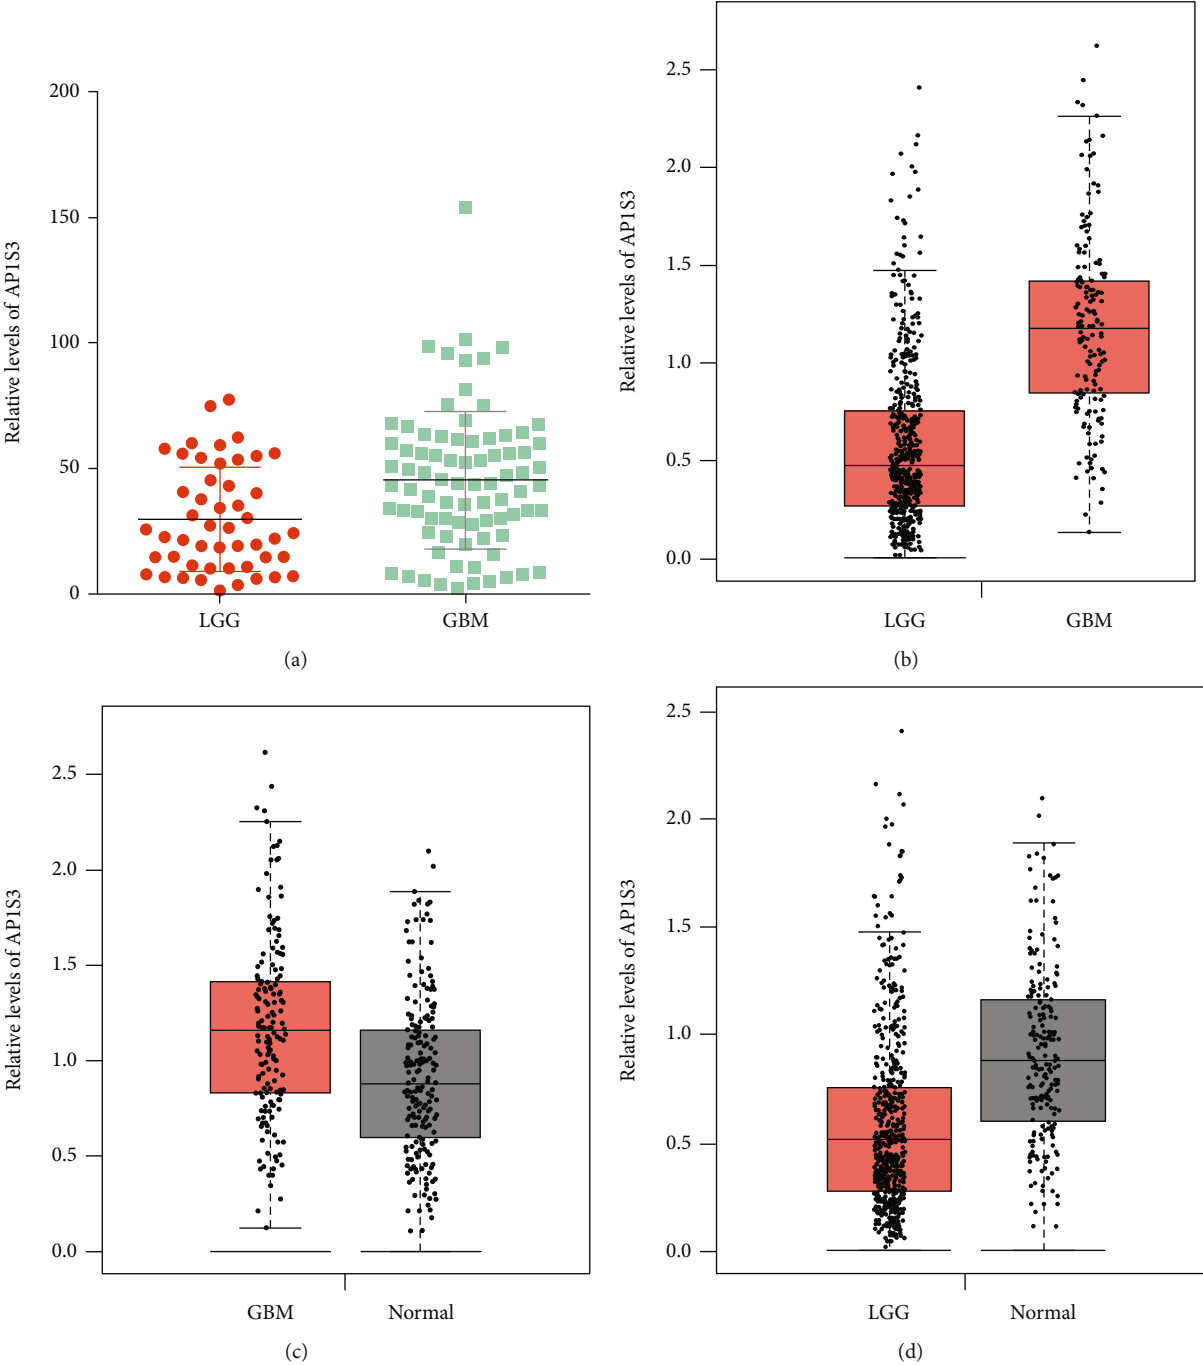 Relative levels of AP1S3
200
150
100
50
0
LGG
GBM
(a)
Relative levels of AP1S3
2.5
2.0
1.5
1.0
0.5
0.0
LGG
GBM
(b)
Relative levels of AP1S3
2.5
2.0
1.5
1.0
0.5
0.0
GBM
Normal
(c)
Relative levels of AP1S3
2.5
2.0
1.5
1.0
0.5
0.0
LGG
Normal
(d)